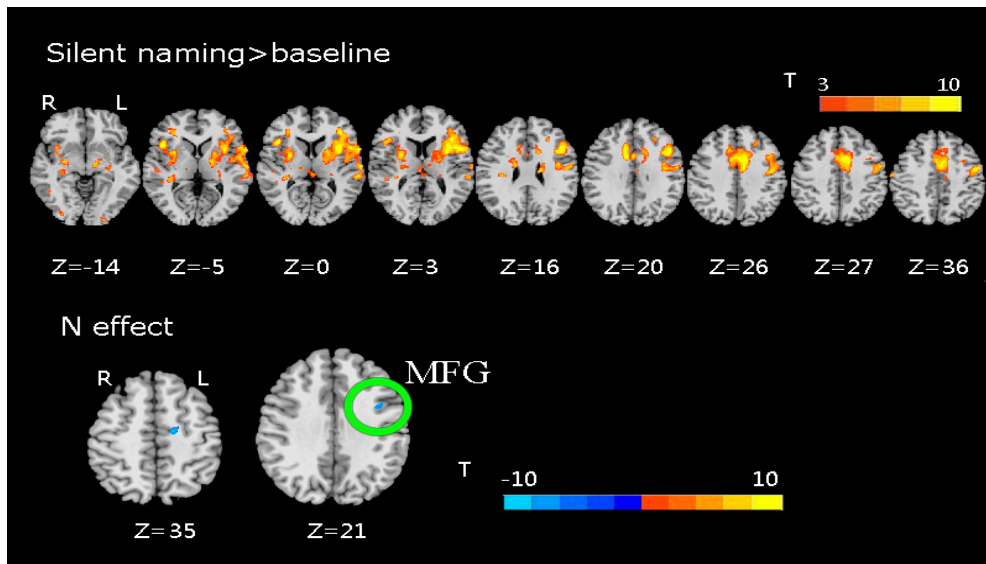 Silent naming>baseline
T
3 10
R L
Z=-14 Z=-5 Z=0 Z=3 Z=16 Z=20 Z=26 Z=27 Z=36
N effect
MFG
R L
T
-10 10
Z=35 Z=21